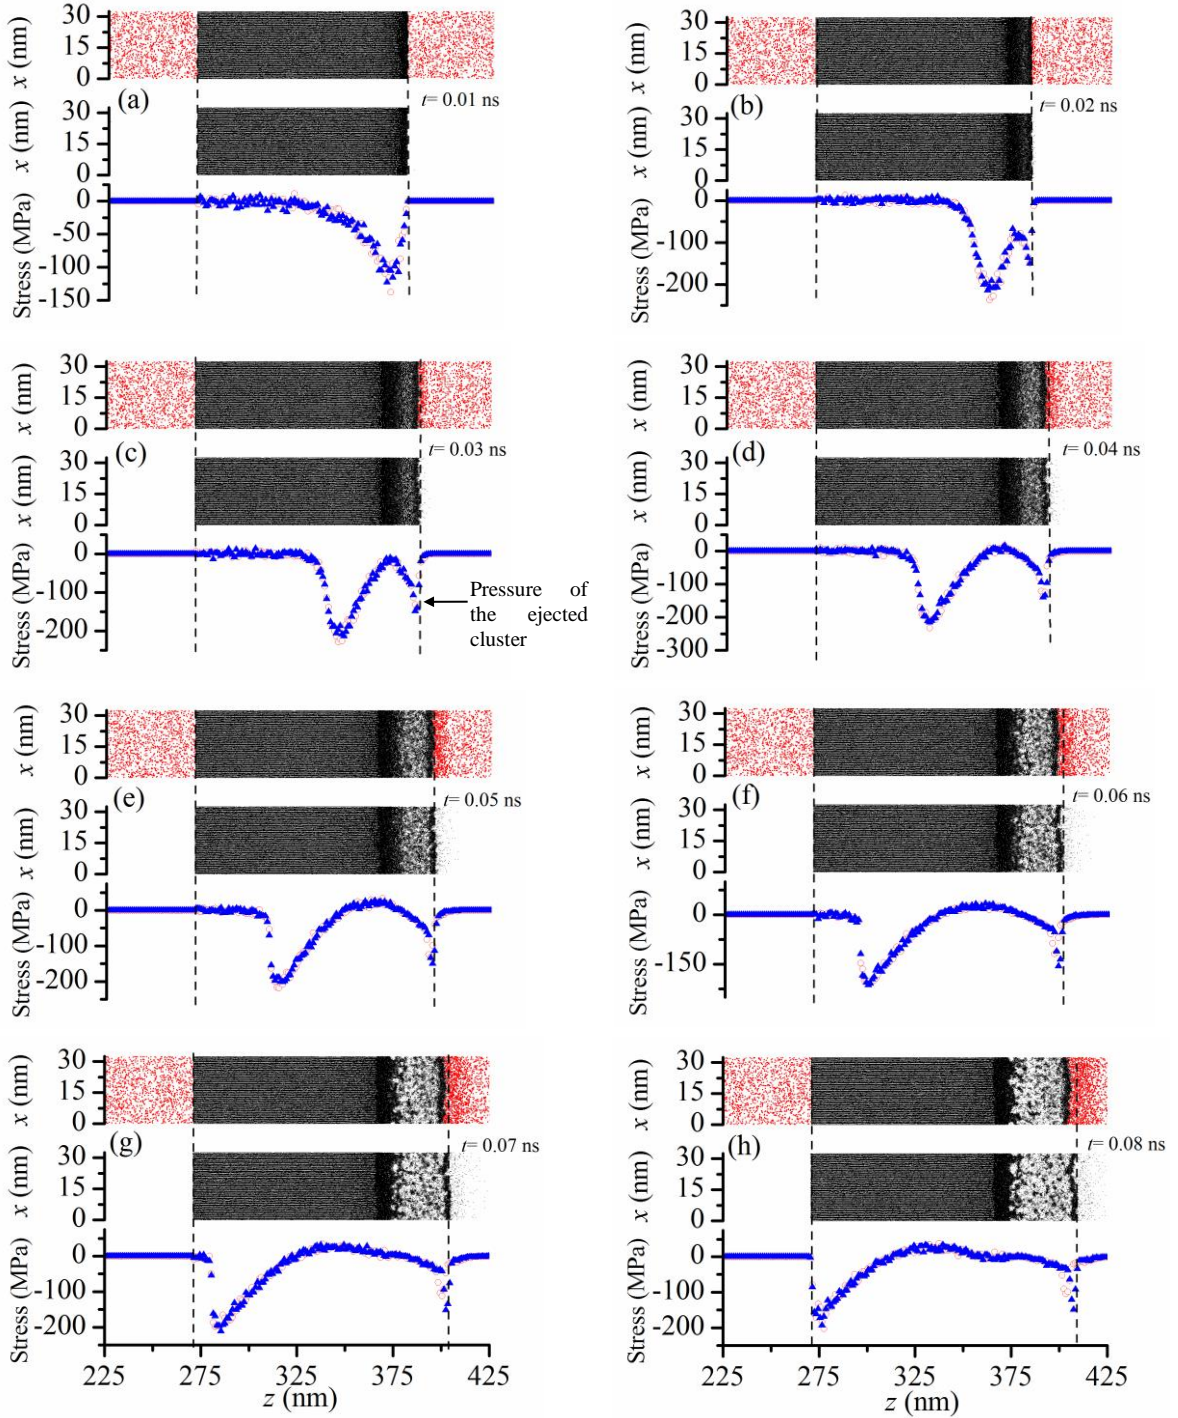 x (nm)
30
15
0
(a)
t= 0.01 ns
x (nm)
30
15
0
Stress (MPa)
0
-50
-100
-150
x (nm)
30
15
0
(b)
t= 0.02 ns
x (nm)
30
15
0
Stress (MPa)
0
-100
-200
x (nm)
30
15
0
(c)
t= 0.03 ns
x (nm)
30
15
0
Stress (MPa)
0
-100
-200
Pressure of
the ejected
cluster
x (nm)
30
15
0
(d)
t= 0.04 ns
x (nm)
30
15
0
Stress (MPa)
0
-100
-200
-300
x (nm)
30
15
0
(e)
t= 0.05 ns
x (nm)
30
15
0
Stress (MPa)
0
-100
-200
x (nm)
30
15
0
(f)
t= 0.06 ns
x (nm)
30
15
0
Stress (MPa)
0
-150
x (nm)
30
15
0
(g)
t= 0.07 ns
x (nm)
30
15
0
Stress (MPa)
0
-100
-200
225 275 325 375 425
z (nm)
x (nm)
30
15
0
(h)
t= 0.08 ns
x (nm)
30
15
0
Stress (MPa)
0
-100
-200
225 275 325 375 425
z (nm)